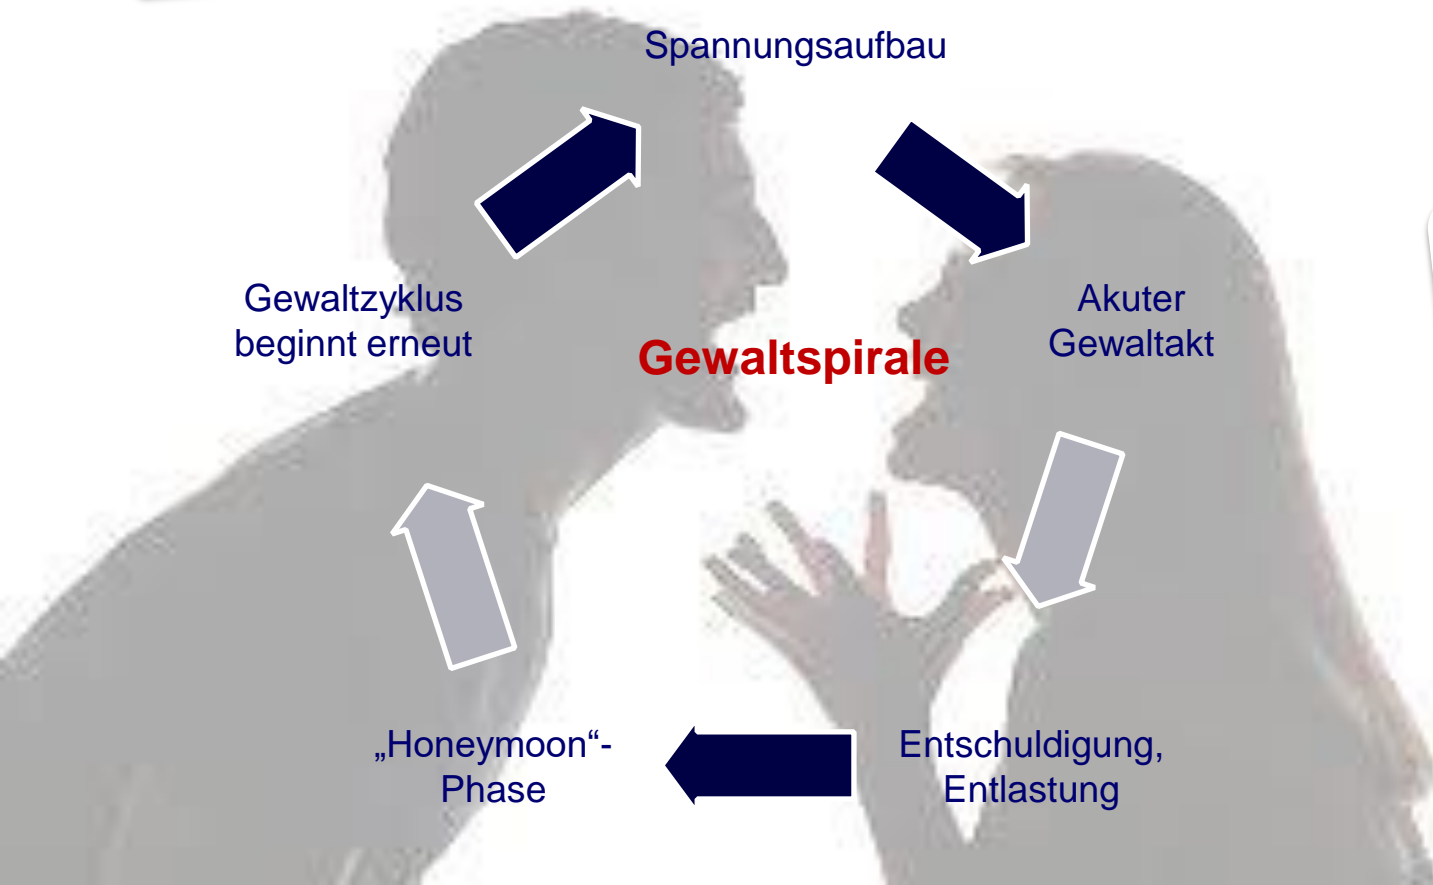 Spannungsaufbau
Akuter
Gewaltakt
Entschuldigung,
Entlastung
„Honeymoon“-
Phase
Gewaltzyklus
beginnt erneut
Gewaltspirale